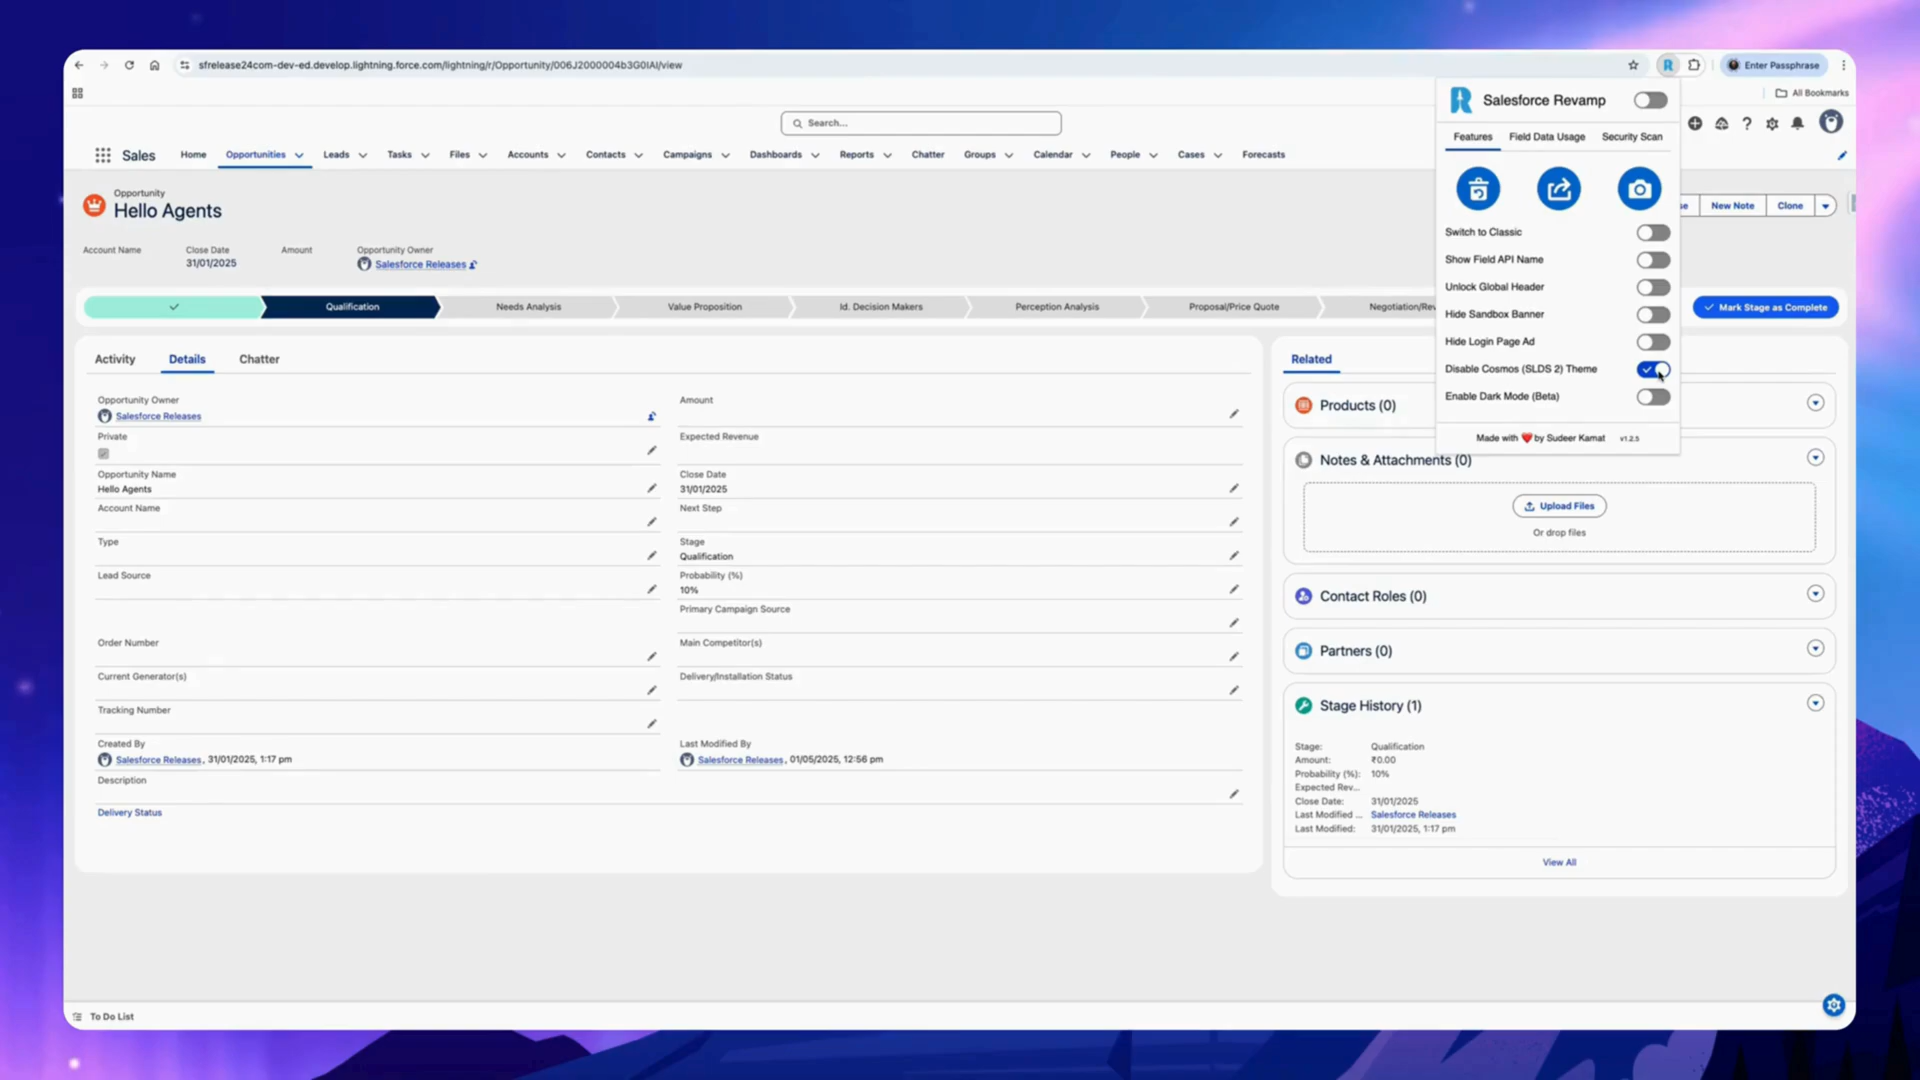 sfrelease24com-dev-ed.develop.lightning.force.com/lightning/r/Opportunity/006J2000004b3G0IAI/view
Enter Passphrase
All Bookmarks
Search...
Sales
Home
Opportunities
Leads
Tasks
Files
Accounts
Contacts
Campaigns
Dashboards
Reports
Chatter
Groups
Calendar
People
Cases
Forecasts
Opportunity
Hello Agents
New Note
Clone
Account Name
Close Date
31/01/2025
Amount
Opportunity Owner
Salesforce Releases
Qualification
Needs Analysis
Value Proposition
Id. Decision Makers
Perception Analysis
Proposal/Price Quote
Negotiation/Rev
Mark Stage as Complete
Salesforce Revamp
Features
Field Data Usage
Security Scan
Switch to Classic
Show Field API Name
Unlock Global Header
Hide Sandbox Banner
Hide Login Page Ad
Disable Cosmos (SLDS 2) Theme
Enable Dark Mode (Beta)
Made with ❤️ by Sudeer Kamat v1.2.5
Activity
Details
Chatter
Opportunity Owner
Salesforce Releases
Private
Opportunity Name
Hello Agents
Account Name
Type
Lead Source
Order Number
Current Generator(s)
Tracking Number
Created By
Salesforce Releases, 31/01/2025, 1:17 pm
Description
Delivery Status
Amount
Expected Revenue
Close Date
31/01/2025
Next Step
Stage
Qualification
Probability (%)
10%
Primary Campaign Source
Main Competitor(s)
Delivery/Installation Status
Last Modified By
Salesforce Releases, 01/05/2025, 12:56 pm
Related
Products (0)
Notes & Attachments (0)
Upload Files
Or drop files
Contact Roles (0)
Partners (0)
Stage History (1)
Stage: Qualification
Amount: ₹0.00
Probability (%): 10%
Expected Rev...
Close Date: 31/01/2025
Last Modified ... Salesforce Releases
Last Modified: 31/01/2025, 1:17 pm
View All
To Do List